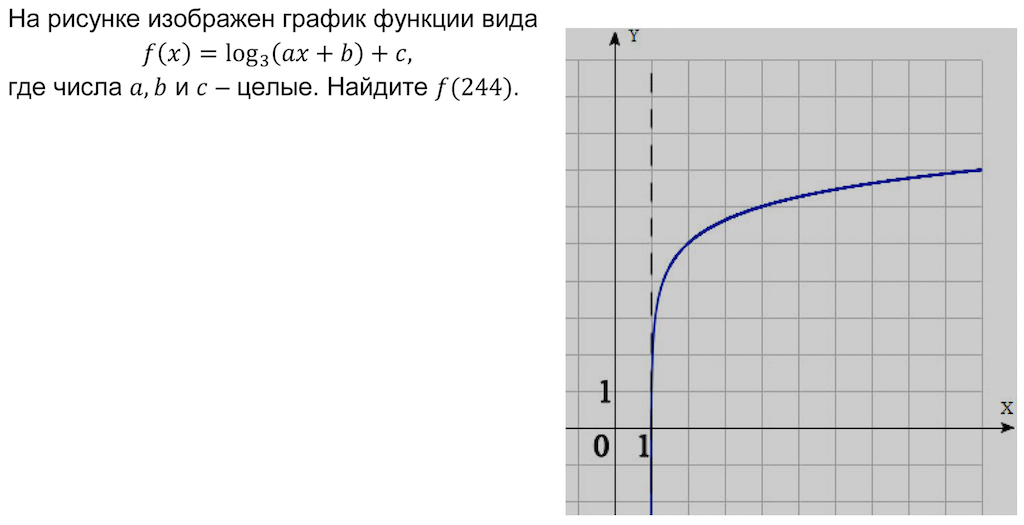 На рисунке изображен график функции вида
f(x) = log₃(ax + b) + c,
где числа a, b и c – целые. Найдите f(244).
Y
1
X
0 1